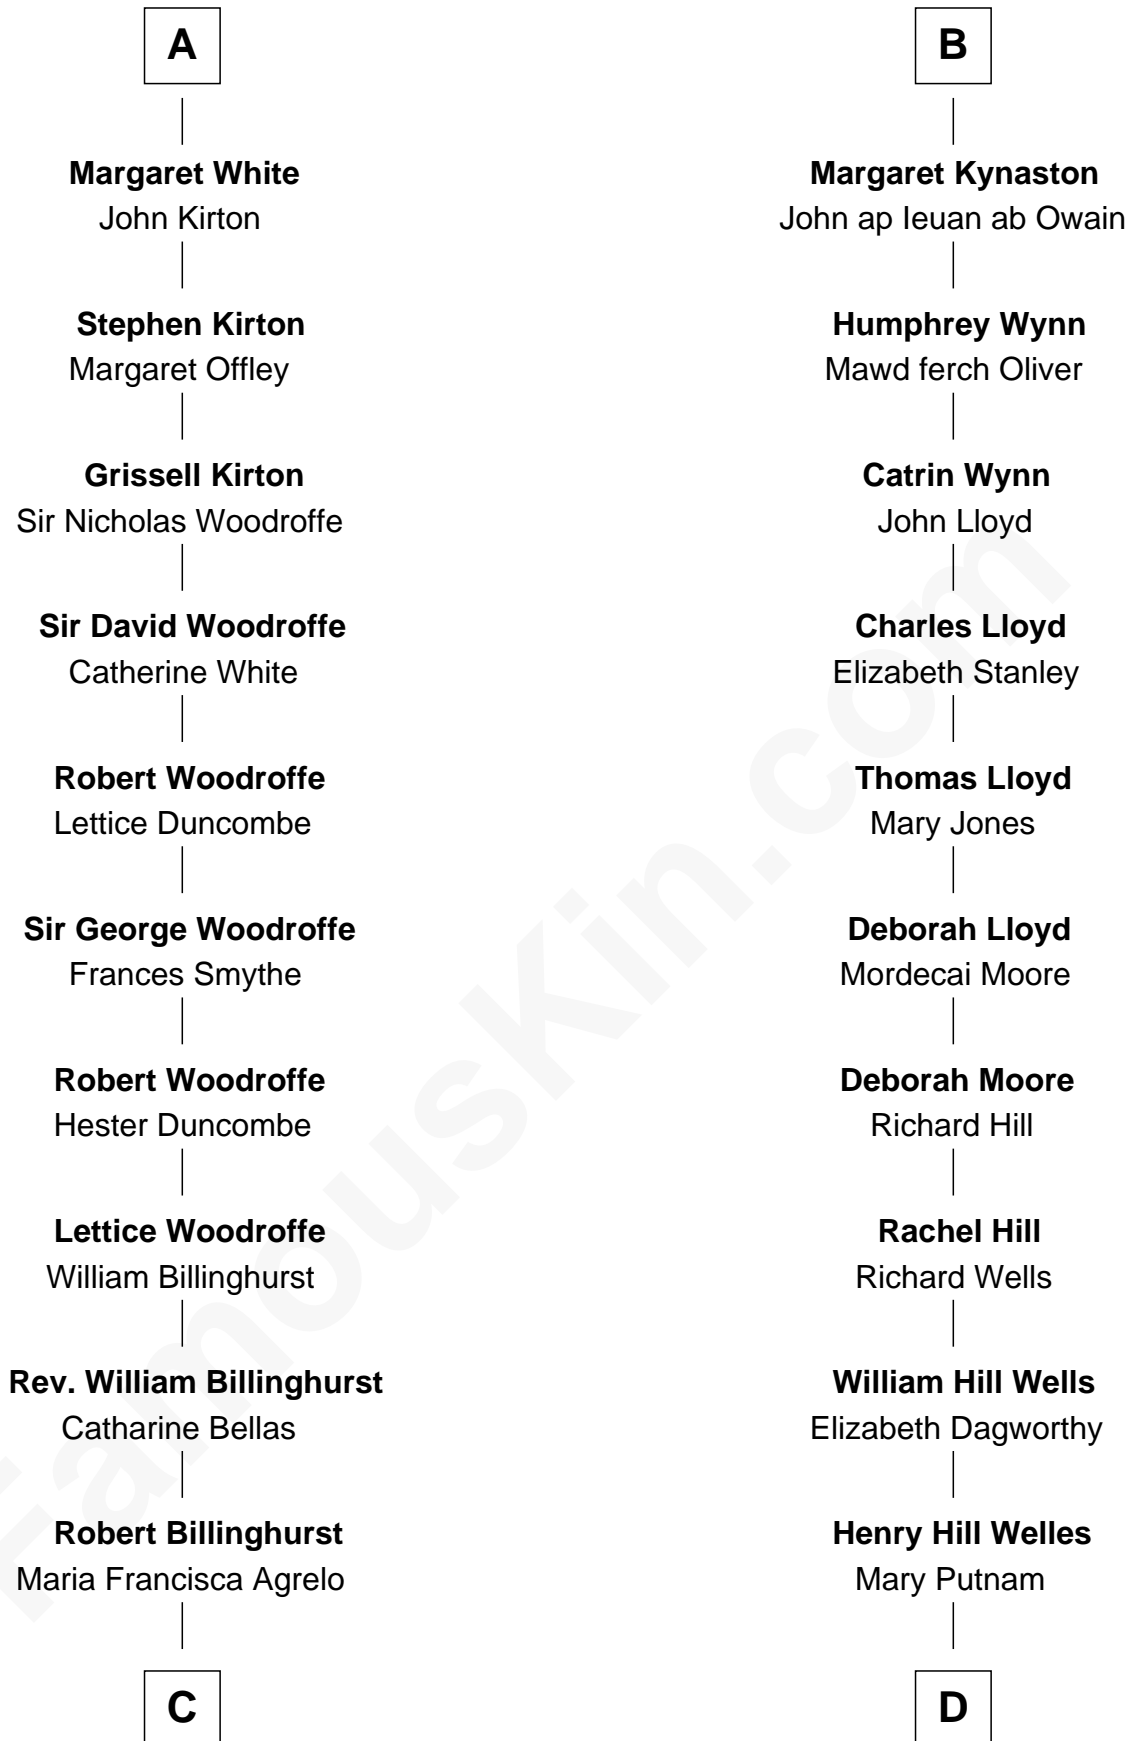 A
Margaret White
John Kirton
Stephen Kirton
Margaret Offley
Grissell Kirton
Sir Nicholas Woodroffe
Sir David Woodroffe
Catherine White
Robert Woodroffe
Lettice Duncombe
Sir George Woodroffe
Frances Smythe
Robert Woodroffe
Hester Duncombe
Lettice Woodroffe
William Billinghurst
Rev. William Billinghurst
Catharine Bellas
Robert Billinghurst
Maria Francisca Agrelo
C
B
Margaret Kynaston
John ap Ieuan ab Owain
Humphrey Wynn
Mawd ferch Oliver
Catrin Wynn
John Lloyd
Charles Lloyd
Elizabeth Stanley
Thomas Lloyd
Mary Jones
Deborah Lloyd
Mordecai Moore
Deborah Moore
Richard Hill
Rachel Hill
Richard Wells
William Hill Wells
Elizabeth Dagworthy
Henry Hill Welles
Mary Putnam
D
FamousKin.com